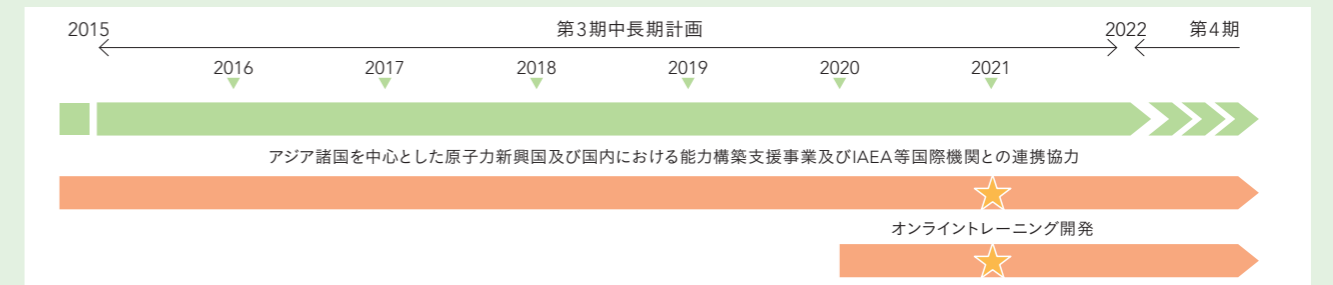 2015 第3期中長期計画 2022 第4期
2016 2017 2018 2019 2020 2021
アジア諸国を中心とした原子力新興国及び国内における能力構築支援事業及びIAEA等国際機関との連携協力
オンライントレーニング開発